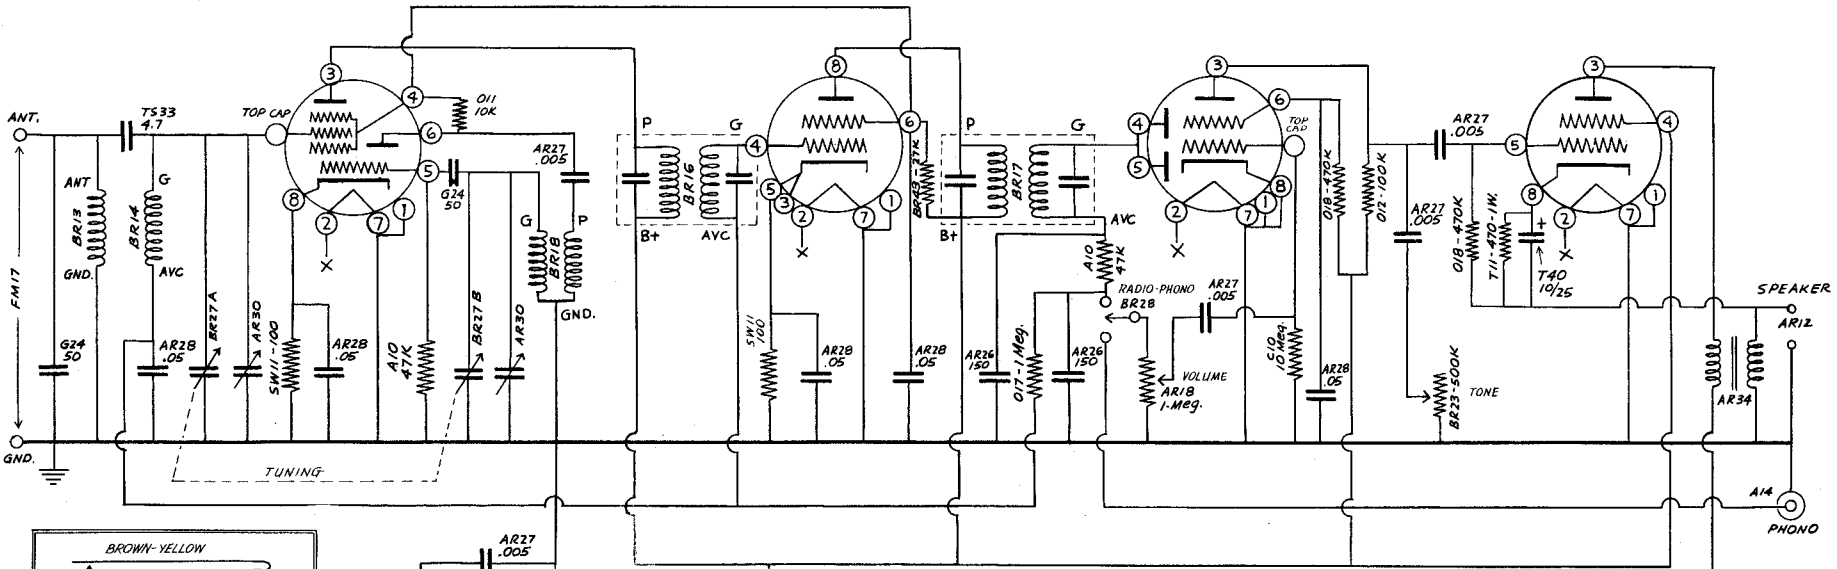 ANT.
FM17
GND.
G24
50
ANT
BR13
GND.
TS33
4.7
G
BR14
AVC
AR28
.05
BR27A
AR30
TUNING
TOP CAP
3
4
6
5
8
2
7
1
X
SW11-100
AR28
.05
A10
47K
011
10K
G24
50
BR27B
AR30
AR27
.005
G
P
BR18
GND.
AR27
.005
BROWN-YELLOW
P
G
BR16
B+
AVC
8
6
4
5
3
2
7
1
X
SW11
100
AR28
.05
AR28
.05
BR49-27K
P
G
BR17
B+
AVC
A10
47K
AR26
150
017-1 Meg.
AR26
150
RADIO-PHONO
BR28
VOLUME
AR18
1-Meg.
AR27
.005
3
6
4
5
TOP
CAP
8
1
7
2
X
C10
10 Meg.
AR28
.05
018-470K
012-100K
AR27
.005
AR27
.005
BR23-500K
TONE
018-470K
T11-470-1W.
+
T40
10/25
3
4
5
8
2
7
1
X
AR34
SPEAKER
AR12
A14
PHONO